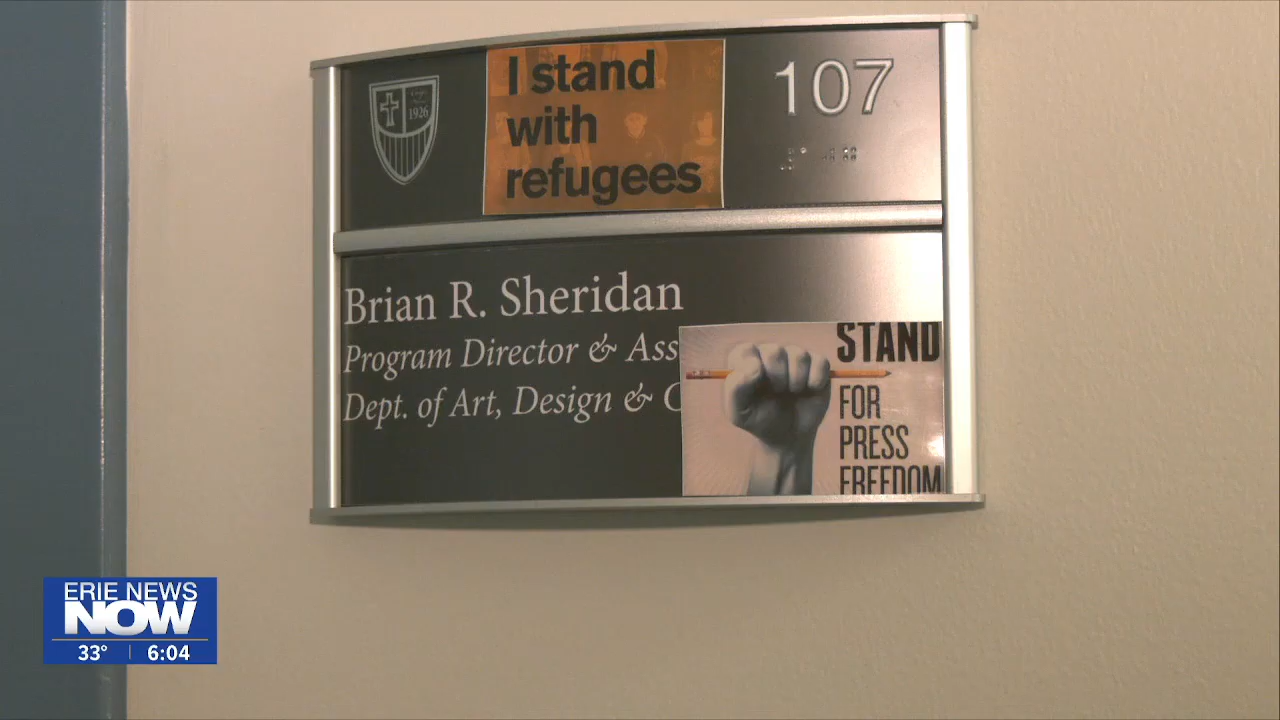 I stand
with
refugees
107
1926
Brian R. Sheridan
Program Director & Ass
Dept. of Art, Design & C
STAND
FOR
PRESS
FREEDOM
ERIE NEWS
NOW
33° | 6:04